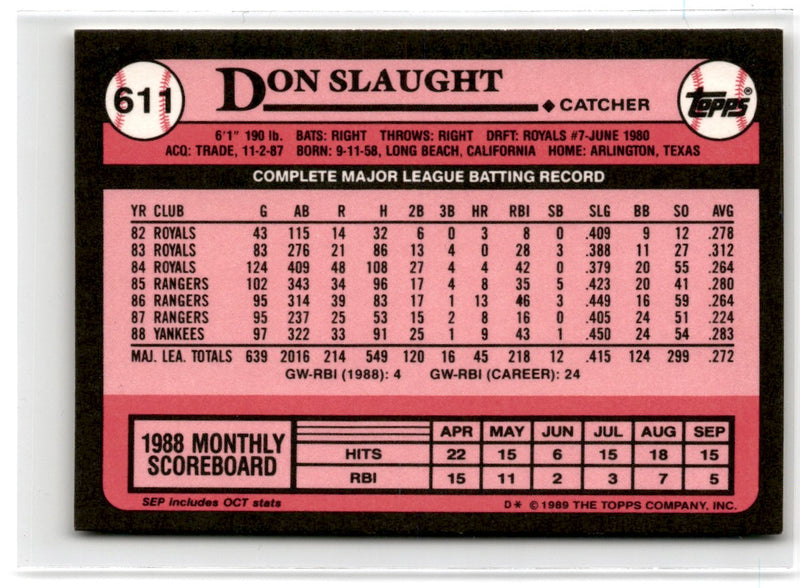 611
DON SLAUGHT
◆ CATCHER
TOPPS®
6'1" 190 lb. BATS: RIGHT THROWS: RIGHT DRFT: ROYALS #7-JUNE 1980
ACQ: TRADE, 11-2-87 BORN: 9-11-58, LONG BEACH, CALIFORNIA HOME: ARLINGTON, TEXAS
COMPLETE MAJOR LEAGUE BATTING RECORD
YR CLUB G AB R H 2B 3B HR RBI SB SLG BB SO AVG
82 ROYALS 43 115 14 32 6 0 3 8 0 .409 9 12 .278
83 ROYALS 83 276 21 86 13 4 0 28 3 .388 11 27 .312
84 ROYALS 124 409 48 108 27 4 4 42 0 .379 20 55 .264
85 RANGERS 102 343 34 96 17 4 8 35 5 .423 20 41 .280
86 RANGERS 95 314 39 83 17 1 13 46 3 .449 16 59 .264
87 RANGERS 95 237 25 53 15 2 8 16 0 .405 24 51 .224
88 YANKEES 97 322 33 91 25 1 9 43 1 .450 24 54 .283
MAJ. LEA. TOTALS 639 2016 214 549 120 16 45 218 12 .415 124 299 .272
GW-RBI (1988): 4 GW-RBI (CAREER): 24
1988 MONTHLY
SCOREBOARD
APR MAY JUN JUL AUG SEP
HITS 22 15 6 15 18 15
RBI 15 11 2 3 7 5
SEP includes OCT stats
D* © 1989 THE TOPPS COMPANY, INC.